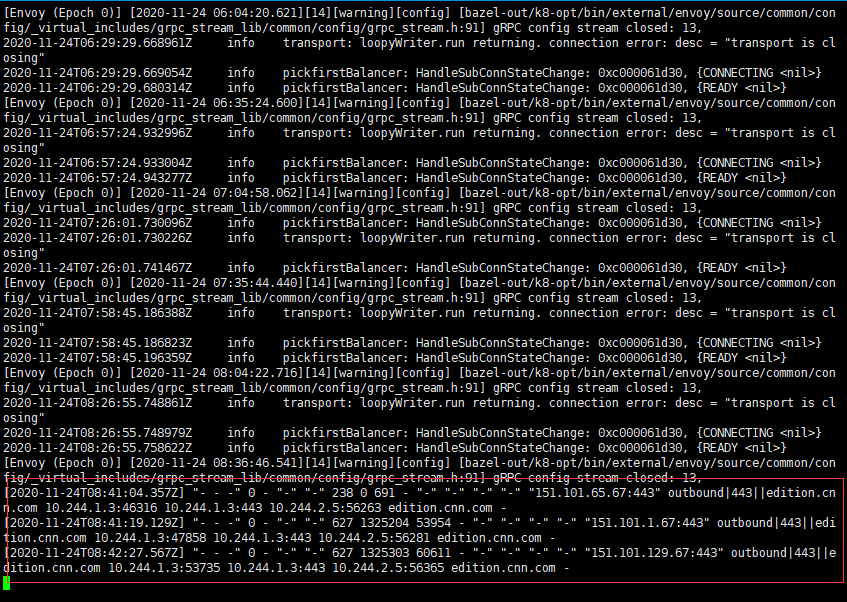 [Envoy (Epoch 0)] [2020-11-24 06:04:20.621][14][warning][config] [bazel-out/k8-opt/bin/external/envoy/source/common/con
fig/_virtual_includes/grpc_stream_lib/common/config/grpc_stream.h:91] gRPC config stream closed: 13,
2020-11-24T06:29:29.668961Z     info    transport: loopyWriter.run returning. connection error: desc = "transport is cl
osing"
2020-11-24T06:29:29.669054Z     info    pickfirstBalancer: HandleSubConnStateChange: 0xc000061d30, {CONNECTING <nil>}
2020-11-24T06:29:29.680314Z     info    pickfirstBalancer: HandleSubConnStateChange: 0xc000061d30, {READY <nil>}
[Envoy (Epoch 0)] [2020-11-24 06:35:24.600][14][warning][config] [bazel-out/k8-opt/bin/external/envoy/source/common/con
fig/_virtual_includes/grpc_stream_lib/common/config/grpc_stream.h:91] gRPC config stream closed: 13,
2020-11-24T06:57:24.932996Z     info    transport: loopyWriter.run returning. connection error: desc = "transport is cl
osing"
2020-11-24T06:57:24.933004Z     info    pickfirstBalancer: HandleSubConnStateChange: 0xc000061d30, {CONNECTING <nil>}
2020-11-24T06:57:24.943277Z     info    pickfirstBalancer: HandleSubConnStateChange: 0xc000061d30, {READY <nil>}
[Envoy (Epoch 0)] [2020-11-24 07:04:58.062][14][warning][config] [bazel-out/k8-opt/bin/external/envoy/source/common/con
fig/_virtual_includes/grpc_stream_lib/common/config/grpc_stream.h:91] gRPC config stream closed: 13,
2020-11-24T07:26:01.730096Z     info    pickfirstBalancer: HandleSubConnStateChange: 0xc000061d30, {CONNECTING <nil>}
2020-11-24T07:26:01.730226Z     info    transport: loopyWriter.run returning. connection error: desc = "transport is cl
osing"
2020-11-24T07:26:01.741467Z     info    pickfirstBalancer: HandleSubConnStateChange: 0xc000061d30, {READY <nil>}
[Envoy (Epoch 0)] [2020-11-24 07:35:44.440][14][warning][config] [bazel-out/k8-opt/bin/external/envoy/source/common/con
fig/_virtual_includes/grpc_stream_lib/common/config/grpc_stream.h:91] gRPC config stream closed: 13,
2020-11-24T07:58:45.186388Z     info    transport: loopyWriter.run returning. connection error: desc = "transport is cl
osing"
2020-11-24T07:58:45.186823Z     info    pickfirstBalancer: HandleSubConnStateChange: 0xc000061d30, {CONNECTING <nil>}
2020-11-24T07:58:45.196359Z     info    pickfirstBalancer: HandleSubConnStateChange: 0xc000061d30, {READY <nil>}
[Envoy (Epoch 0)] [2020-11-24 08:04:22.716][14][warning][config] [bazel-out/k8-opt/bin/external/envoy/source/common/con
fig/_virtual_includes/grpc_stream_lib/common/config/grpc_stream.h:91] gRPC config stream closed: 13,
2020-11-24T08:26:55.748861Z     info    transport: loopyWriter.run returning. connection error: desc = "transport is cl
osing"
2020-11-24T08:26:55.748979Z     info    pickfirstBalancer: HandleSubConnStateChange: 0xc000061d30, {CONNECTING <nil>}
2020-11-24T08:26:55.758622Z     info    pickfirstBalancer: HandleSubConnStateChange: 0xc000061d30, {READY <nil>}
[Envoy (Epoch 0)] [2020-11-24 08:36:46.541][14][warning][config] [bazel-out/k8-opt/bin/external/envoy/source/common/con
fig/_virtual_includes/grpc_stream_lib/common/config/grpc_stream.h:91] gRPC config stream closed: 13,
[2020-11-24T08:41:04.357Z] "- - -" 0 - "-" "-" 238 0 691 - "-" "-" "-" "-" "151.101.65.67:443" outbound|443||edition.cn
n.com 10.244.1.3:46316 10.244.1.3:443 10.244.2.5:56263 edition.cnn.com -
[2020-11-24T08:41:19.129Z] "- - -" 0 - "-" "-" 627 1325204 53954 - "-" "-" "-" "-" "151.101.1.67:443" outbound|443||edi
tion.cnn.com 10.244.1.3:47858 10.244.1.3:443 10.244.2.5:56281 edition.cnn.com -
[2020-11-24T08:42:27.567Z] "- - -" 0 - "-" "-" 627 1325303 60611 - "-" "-" "-" "-" "151.101.129.67:443" outbound|443||e
dition.cnn.com 10.244.1.3:53735 10.244.1.3:443 10.244.2.5:56365 edition.cnn.com -